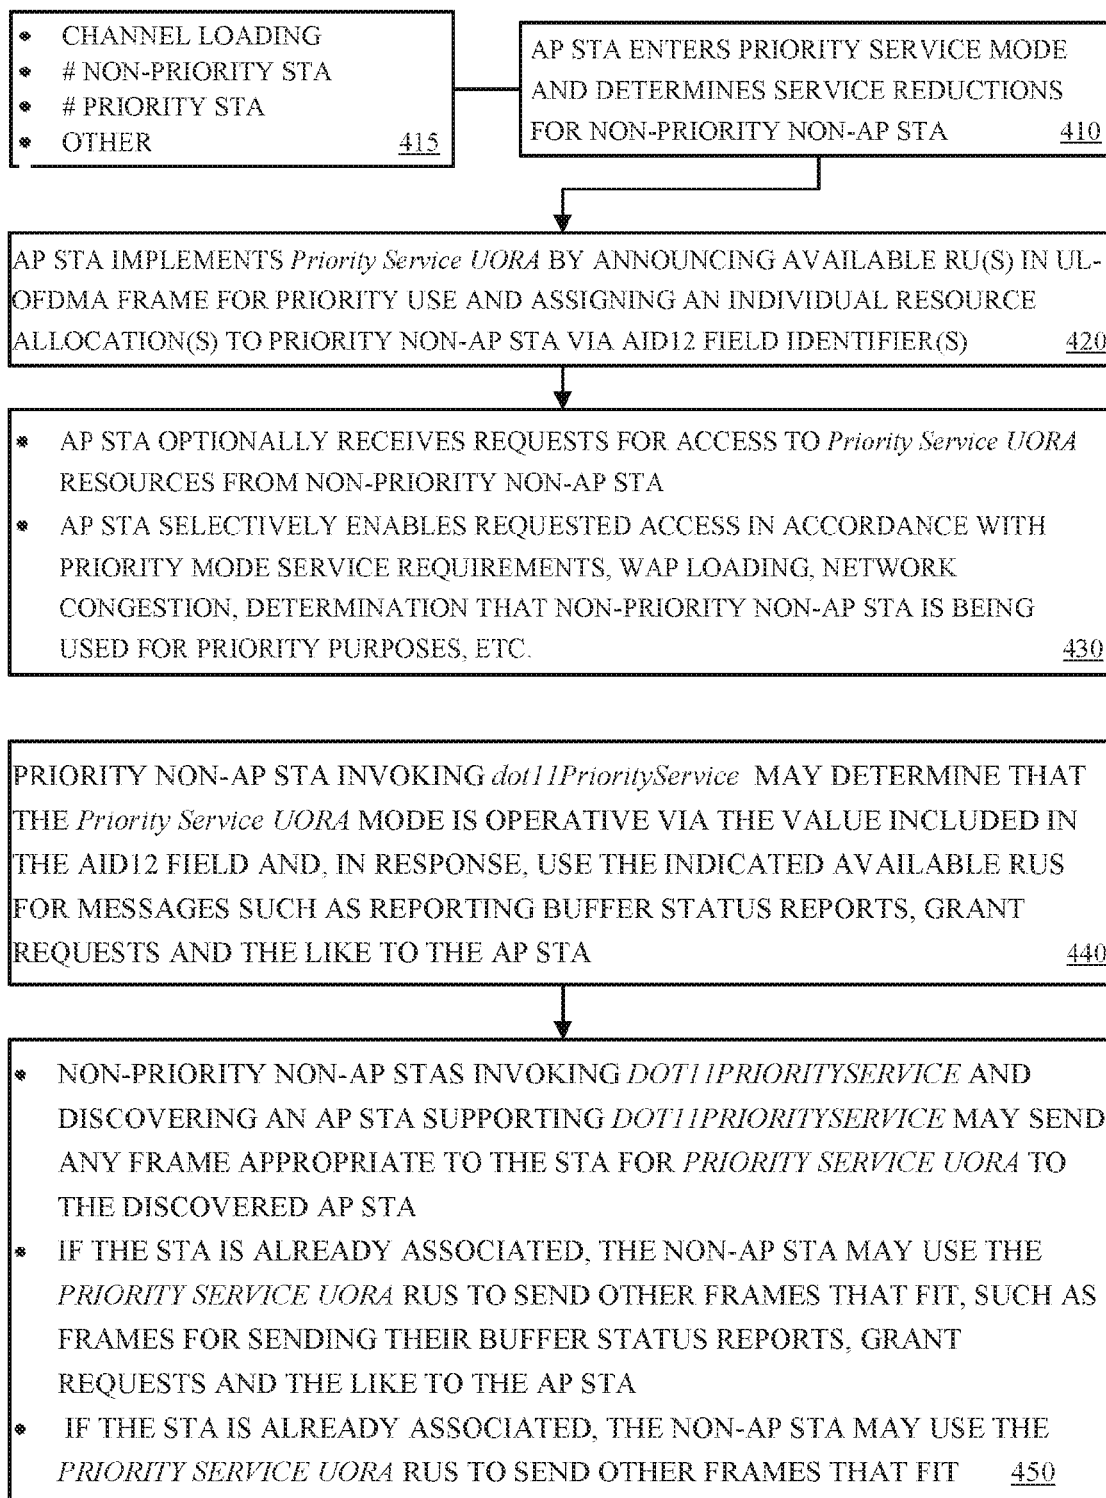 • CHANNEL LOADING
• # NON-PRIORITY STA
• # PRIORITY STA
• OTHER 415
AP STA ENTERS PRIORITY SERVICE MODE
AND DETERMINES SERVICE REDUCTIONS
FOR NON-PRIORITY NON-AP STA 410
AP STA IMPLEMENTS Priority Service UORA BY ANNOUNCING AVAILABLE RU(S) IN UL-
OFDMA FRAME FOR PRIORITY USE AND ASSIGNING AN INDIVIDUAL RESOURCE
ALLOCATION(S) TO PRIORITY NON-AP STA VIA AID12 FIELD IDENTIFIER(S) 420
• AP STA OPTIONALLY RECEIVES REQUESTS FOR ACCESS TO Priority Service UORA
RESOURCES FROM NON-PRIORITY NON-AP STA
• AP STA SELECTIVELY ENABLES REQUESTED ACCESS IN ACCORDANCE WITH
PRIORITY MODE SERVICE REQUIREMENTS, WAP LOADING, NETWORK
CONGESTION, DETERMINATION THAT NON-PRIORITY NON-AP STA IS BEING
USED FOR PRIORITY PURPOSES, ETC. 430
PRIORITY NON-AP STA INVOKING dot11PriorityService MAY DETERMINE THAT
THE Priority Service UORA MODE IS OPERATIVE VIA THE VALUE INCLUDED IN
THE AID12 FIELD AND, IN RESPONSE, USE THE INDICATED AVAILABLE RUS
FOR MESSAGES SUCH AS REPORTING BUFFER STATUS REPORTS, GRANT
REQUESTS AND THE LIKE TO THE AP STA 440
• NON-PRIORITY NON-AP STAS INVOKING DOT11PRIORITYSERVICE AND
DISCOVERING AN AP STA SUPPORTING DOT11PRIORITYSERVICE MAY SEND
ANY FRAME APPROPRIATE TO THE STA FOR PRIORITY SERVICE UORA TO
THE DISCOVERED AP STA
• IF THE STA IS ALREADY ASSOCIATED, THE NON-AP STA MAY USE THE
PRIORITY SERVICE UORA RUS TO SEND OTHER FRAMES THAT FIT, SUCH AS
FRAMES FOR SENDING THEIR BUFFER STATUS REPORTS, GRANT
REQUESTS AND THE LIKE TO THE AP STA
• IF THE STA IS ALREADY ASSOCIATED, THE NON-AP STA MAY USE THE
PRIORITY SERVICE UORA RUS TO SEND OTHER FRAMES THAT FIT 450